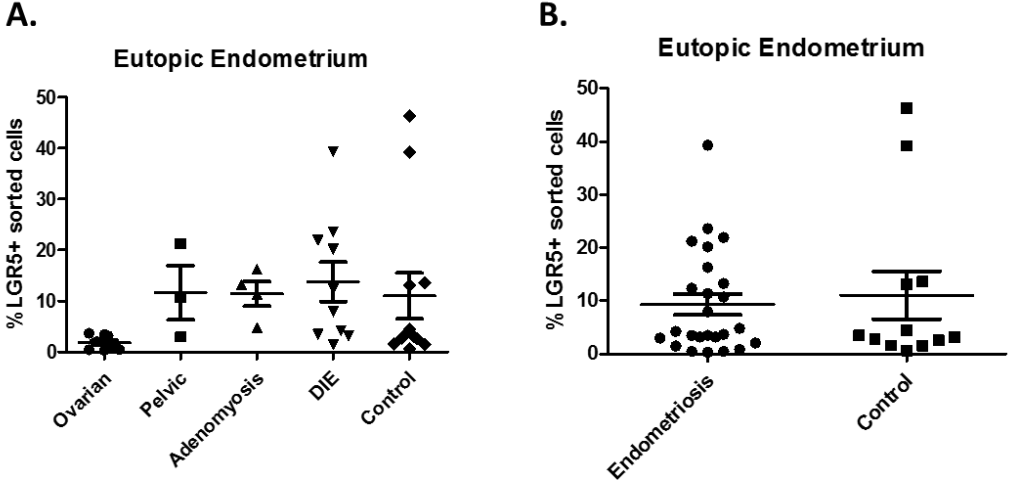 A.
Eutopic Endometrium
% LGR5+ sorted cells
50
40
30
20
10
0
Ovarian
Pelvic
Adenomyosis
DIE
Control
B.
Eutopic Endometrium
% LGR5+ sorted cells
50
40
30
20
10
0
Endometriosis
Control